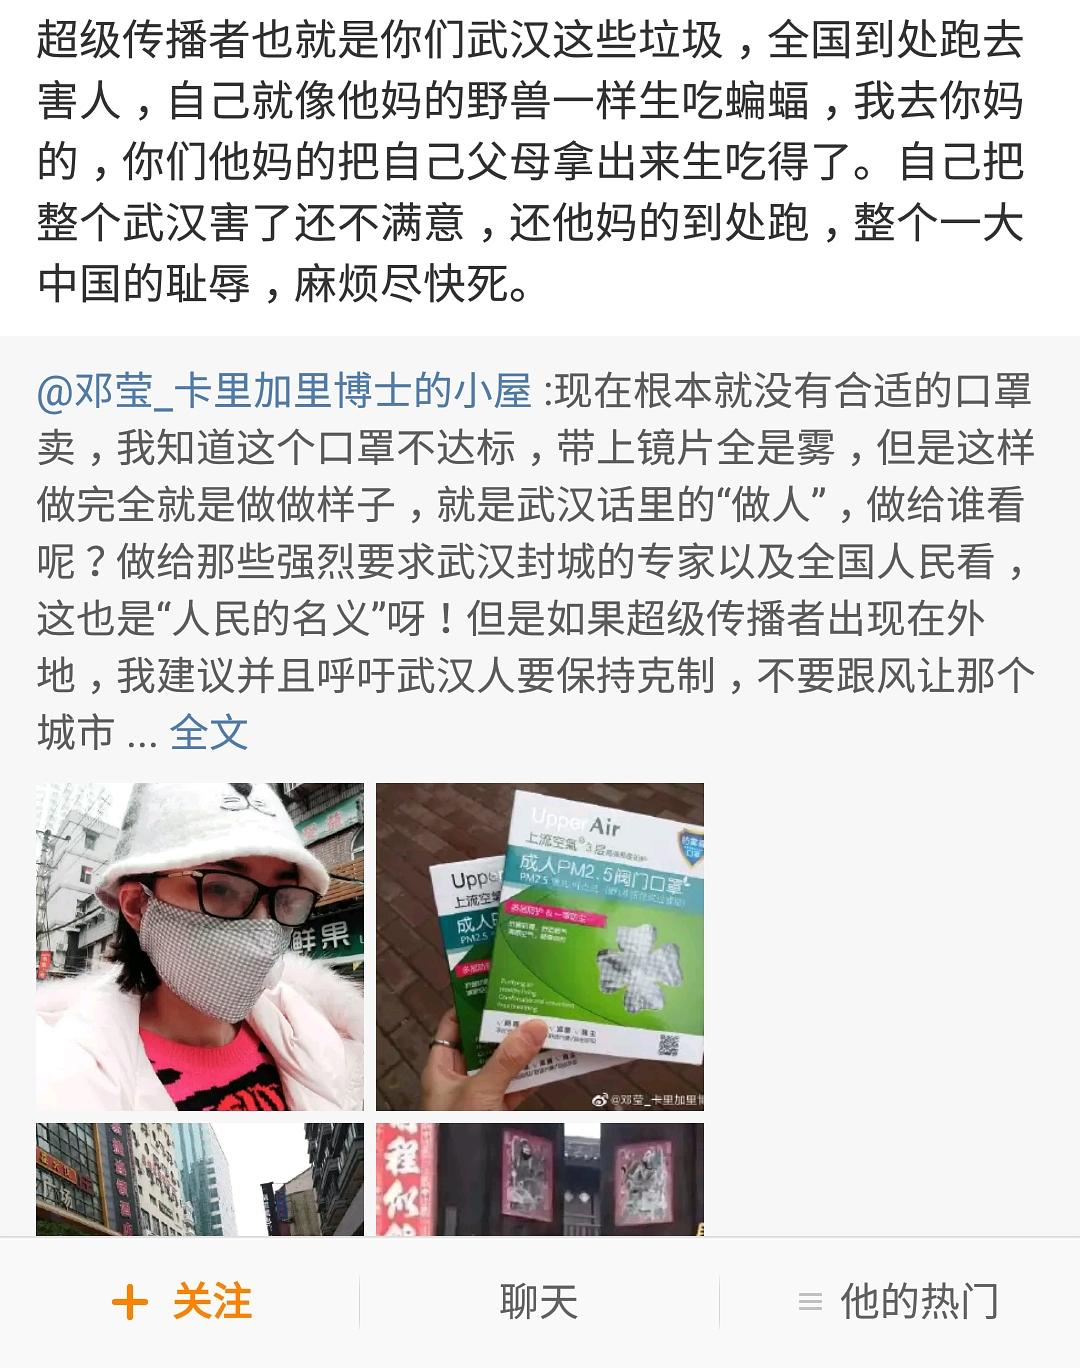 超级传播者也就是你们武汉这些垃圾，全国到处跑去
害人，自己就像他妈的野兽一样生吃蝙蝠，我去你妈
的，你们他妈的把自己父母拿出来生吃得了。自己把
整个武汉害了还不满意，还他妈的到处跑，整个一大
中国的耻辱，麻烦尽快死。
@邓莹_卡里加里博士的小屋 :现在根本就没有合适的口罩
卖，我知道这个口罩不达标，带上镜片全是雾，但是这样
做完全就是做做样子，就是武汉话里的“做人”，做给谁看
呢？做给那些强烈要求武汉封城的专家以及全国人民看，
这也是“人民的名义”呀！但是如果超级传播者出现在外
地，我建议并且呼吁武汉人要保持克制，不要跟风让那个
城市 ... 全文
鲜果
Upper Air
上流空氣®3层
成人PM2.5阀门口罩
Upper
上流空氣
PM2.5
@邓莹_卡里加里博
程
似
关注
聊天
他的热门